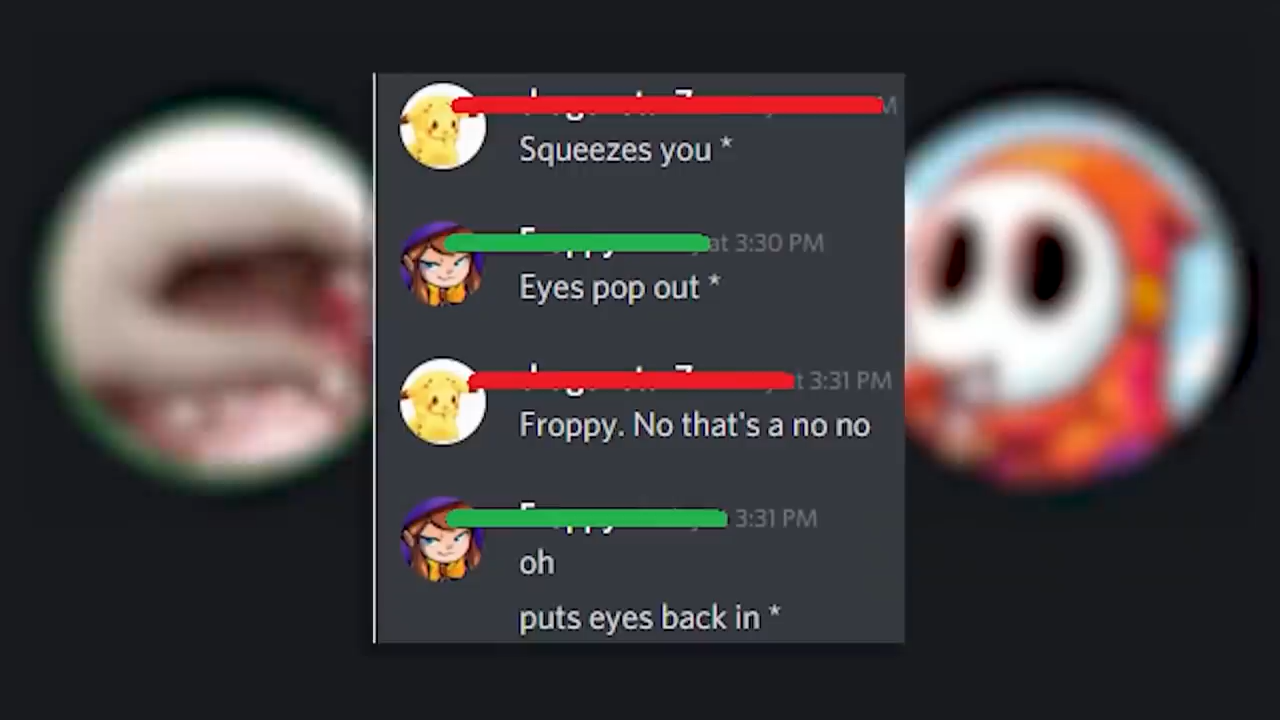 Squeezes you *
at 3:30 PM
Eyes pop out *
3:31 PM
Froppy. No that's a no no
3:31 PM
oh
puts eyes back in *